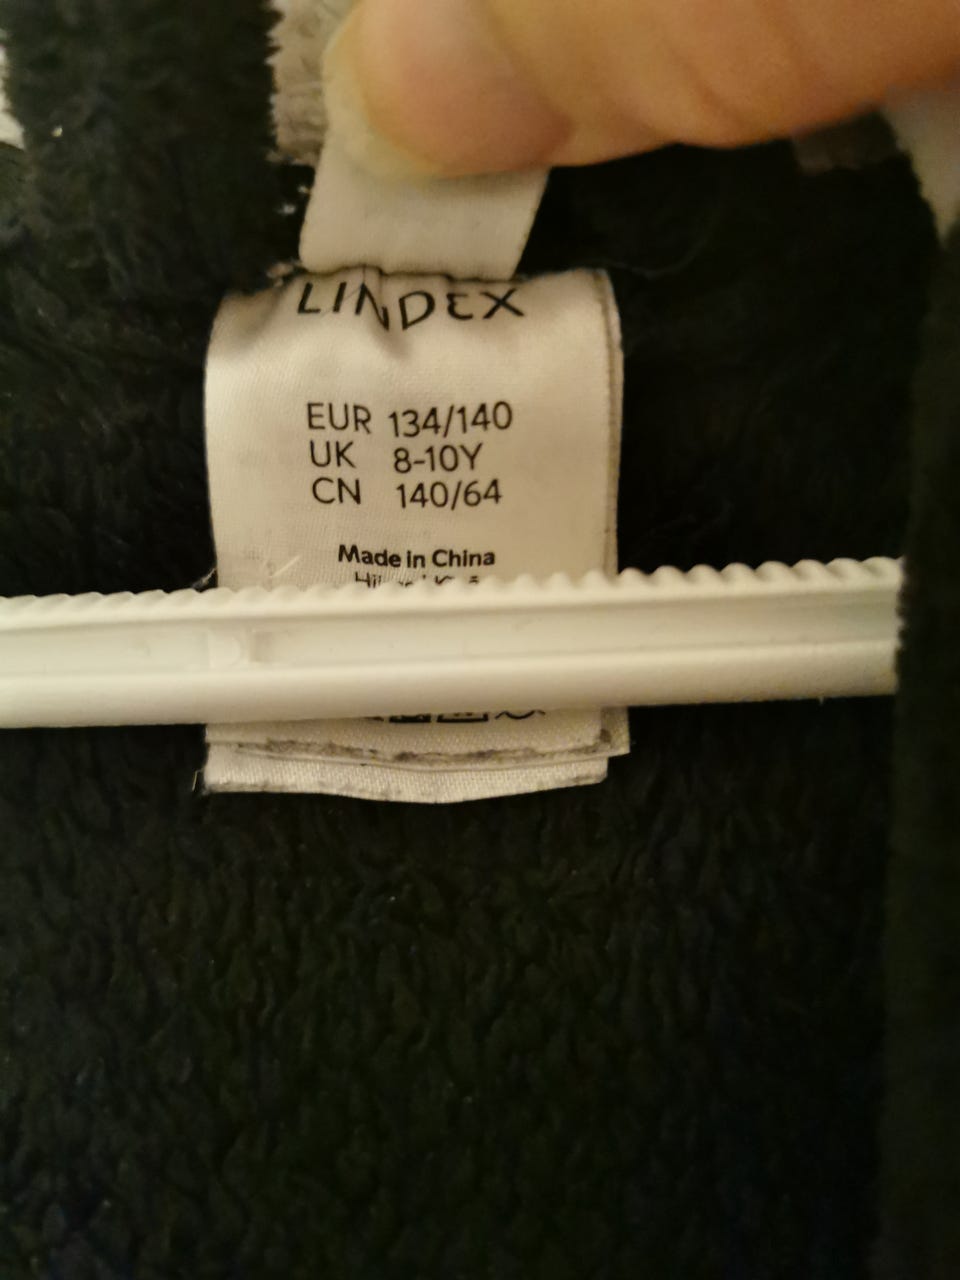 LINDEX
EUR 134/140
UK 8-10Y
CN 140/64
Made in China